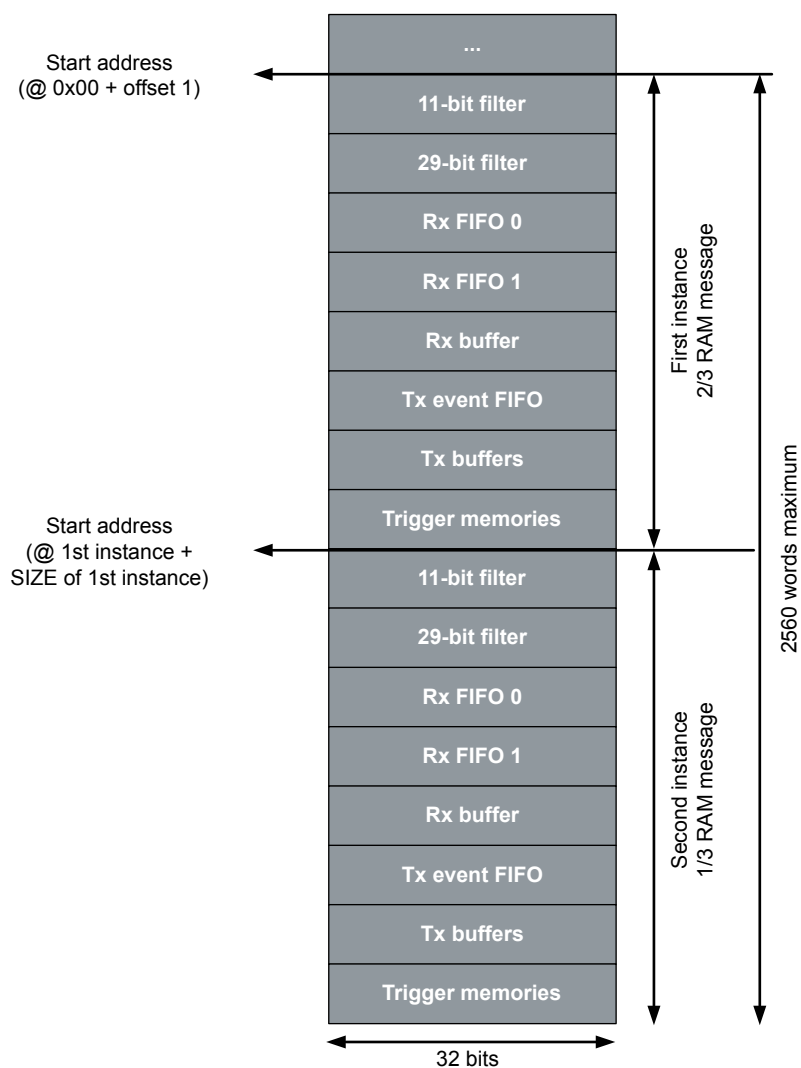 ...
Start address
(@ 0x00 + offset 1)
11-bit filter
29-bit filter
Rx FIFO 0
Rx FIFO 1
Rx buffer
Tx event FIFO
Tx buffers
Trigger memories
First instance
2/3 RAM message
Start address
(@ 1st instance +
SIZE of 1st instance)
11-bit filter
29-bit filter
Rx FIFO 0
Rx FIFO 1
Rx buffer
Tx event FIFO
Tx buffers
Trigger memories
Second instance
1/3 RAM message
2560 words maximum
32 bits